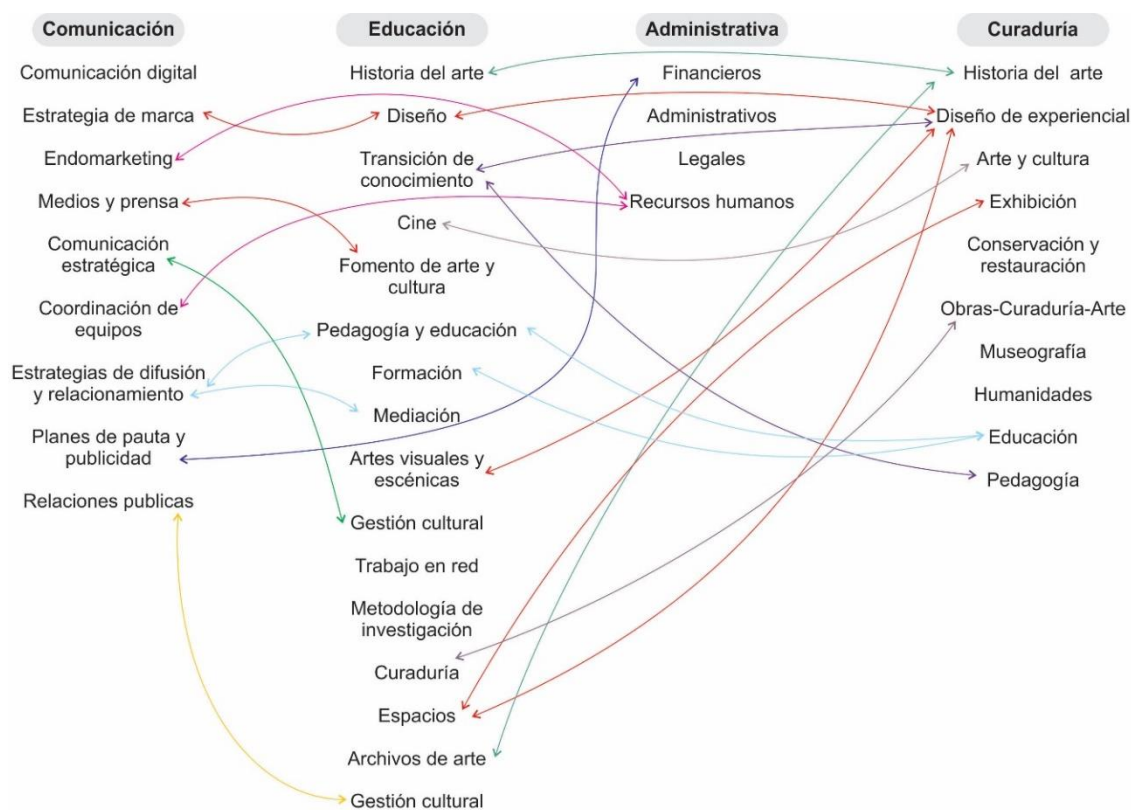 Comunicación
Comunicación digital
Estrategia de marca
Endomarketing
Medios y prensa
Comunicación
estratégica
Coordinación de
equipos
Estrategias de difusión
y relacionamiento
Planes de pauta y
publicidad
Relaciones publicas
Educación
Historia del arte
Diseño
Transición de
conocimiento
Cine
Fomento de arte y
cultura
Pedagogía y educación
Formación
Mediación
Artes visuales y
escénicas
Gestión cultural
Trabajo en red
Metodología de
investigación
Curaduría
Espacios
Archivos de arte
Gestión cultural
Administrativa
Financieros
Administrativos
Legales
Recursos humanos
Curaduría
Historia del arte
Diseño de experiencial
Arte y cultura
Exhibición
Conservación y
restauración
Obras-Curaduría-Arte
Museografía
Humanidades
Educación
Pedagogía